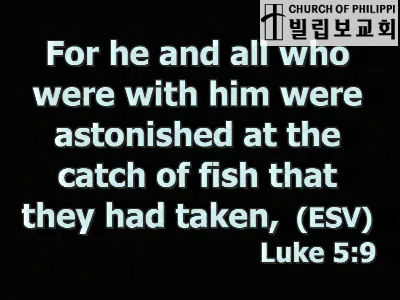 CHURCH OF PHILIPPI
빌립보교회
For he and all who
were with him were
astonished at the
catch of fish that
they had taken, (ESV)
Luke 5:9